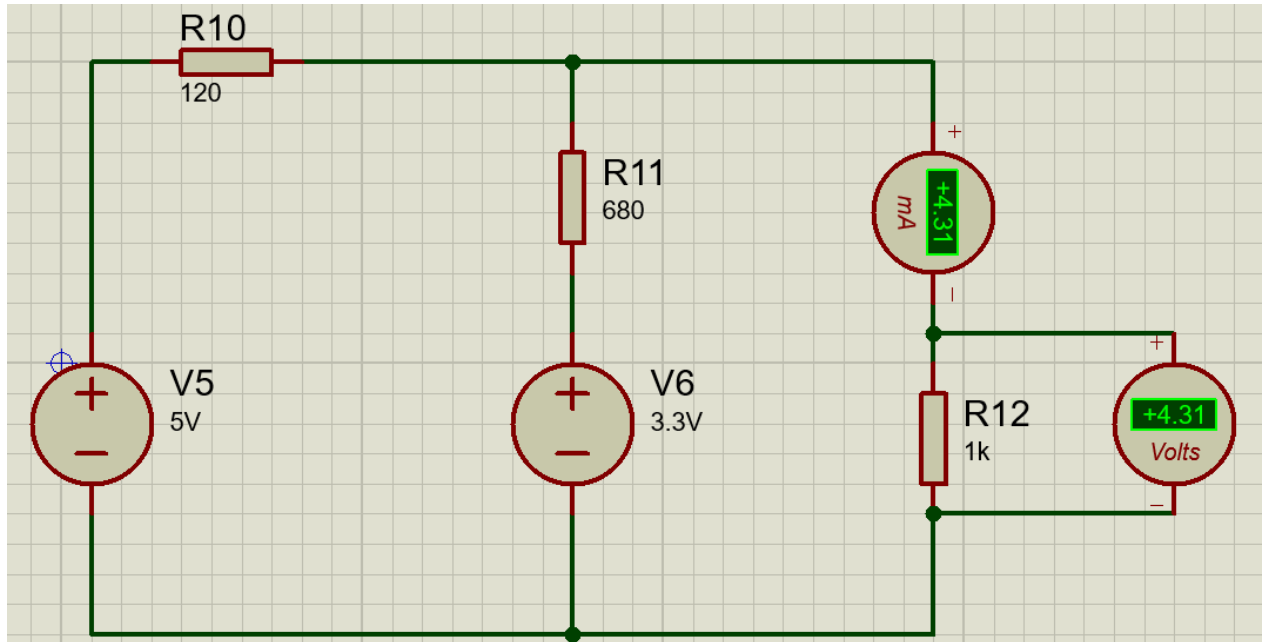 R10
120
R11
680
+
+4.31
mA
-
V5
5V
V6
3.3V
R12
1k
+
+4.31
Volts
-